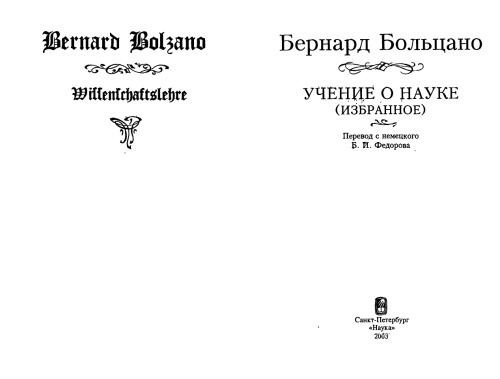 Bernard Bolzano
Wissenschaftslehre
Бернард Больцано
УЧЕНИЕ О НАУКЕ
(ИЗБРАННОЕ)
Перевод с немецкого
Б. И. Федорова
Санкт-Петербург
«Наука»
2003